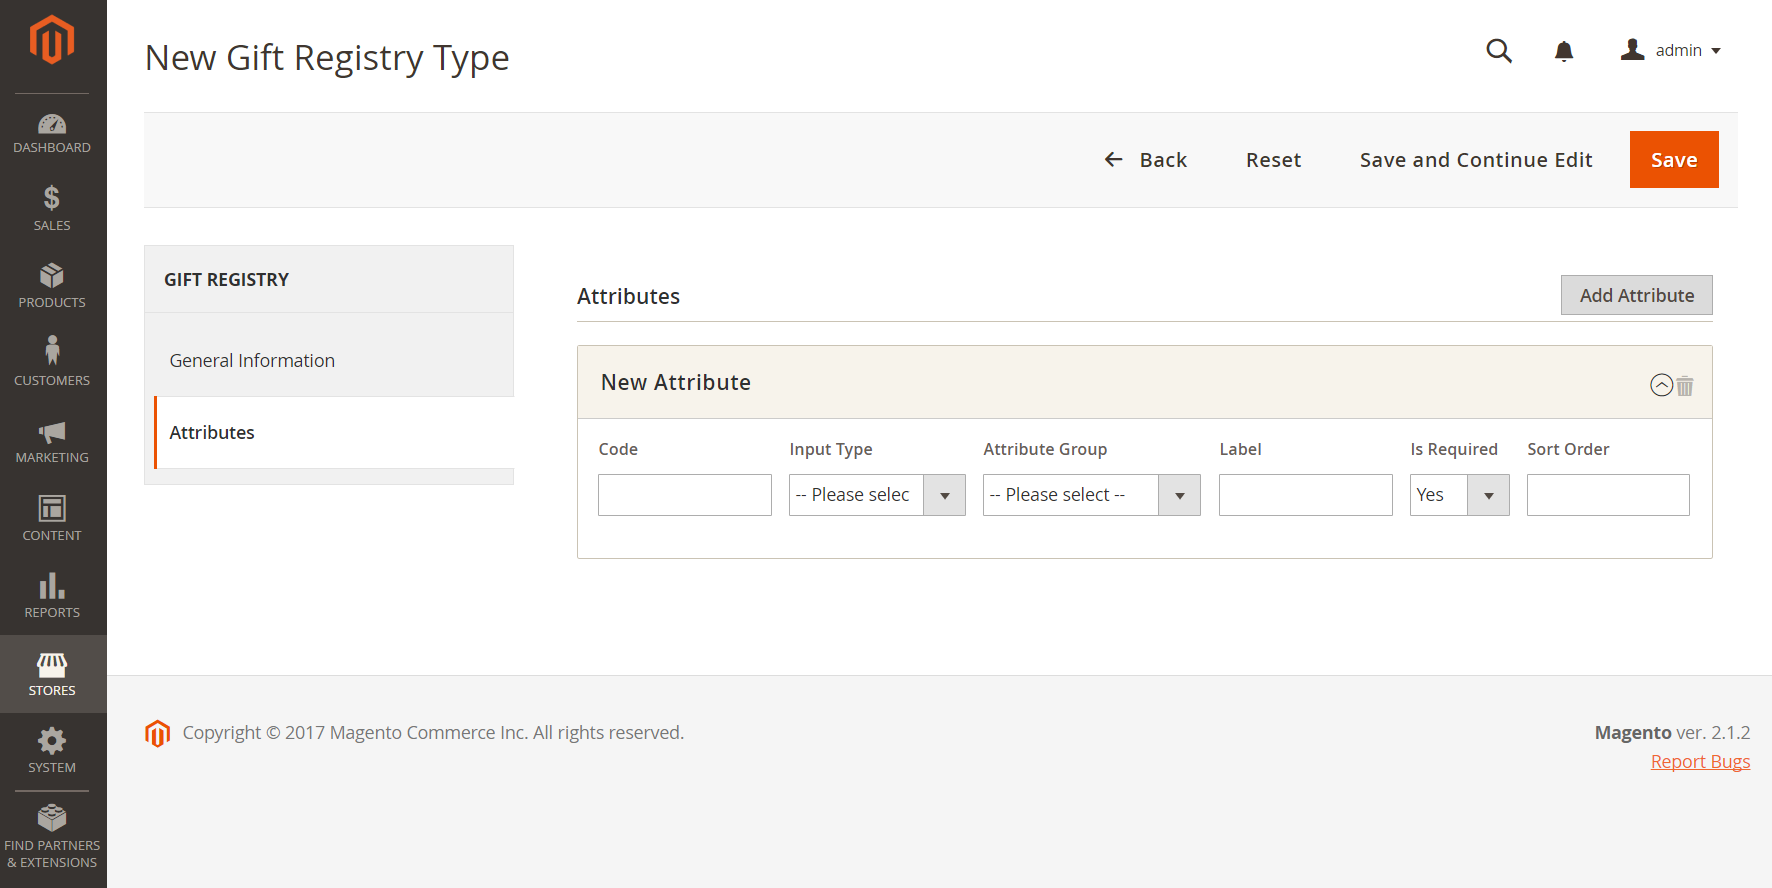 New Gift Registry Type
admin
DASHBOARD
SALES
PRODUCTS
CUSTOMERS
MARKETING
CONTENT
REPORTS
STORES
SYSTEM
FIND PARTNERS
& EXTENSIONS
Back
Reset
Save and Continue Edit
Save
GIFT REGISTRY
General Information
Attributes
Attributes
Add Attribute
New Attribute
Code
Input Type
Attribute Group
Label
Is Required
Sort Order
-- Please selec
-- Please select --
Yes
Copyright © 2017 Magento Commerce Inc. All rights reserved.
Magento ver. 2.1.2
Report Bugs